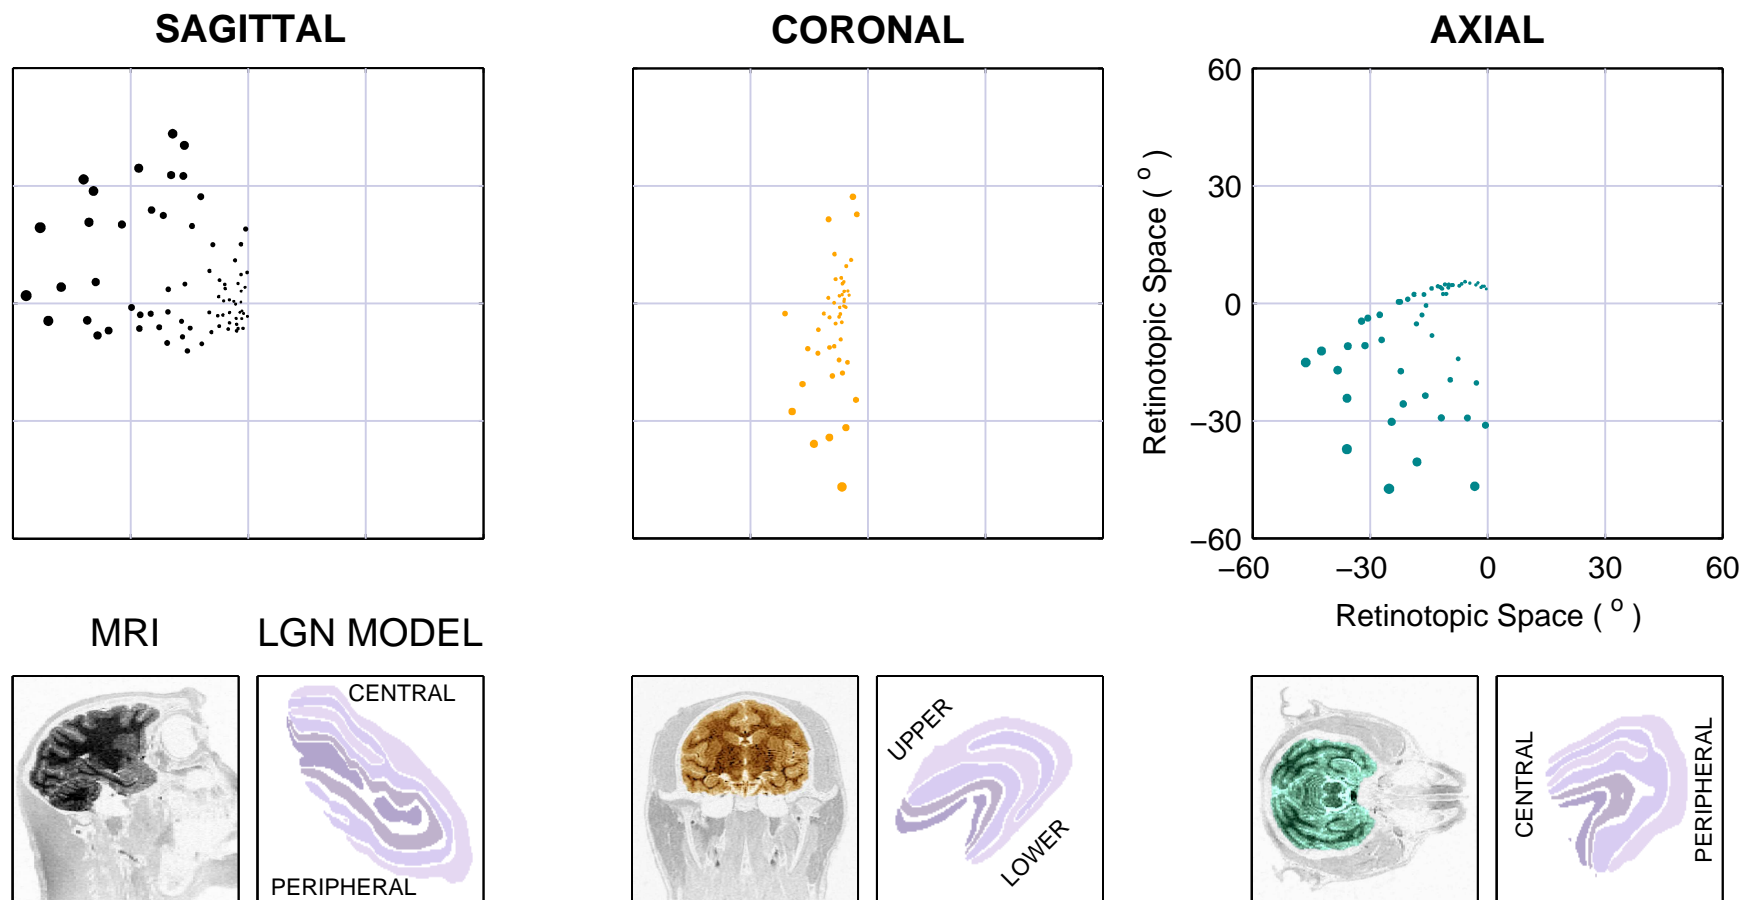 SAGITTAL
CORONAL
AXIAL
60
30
0
−30
−60
−60
−30
0
30
60
Retinotopic Space ( o )
Retinotopic Space ( o )
MRI
LGN MODEL
CENTRAL
PERIPHERAL
UPPER
LOWER
CENTRAL
PERIPHERAL